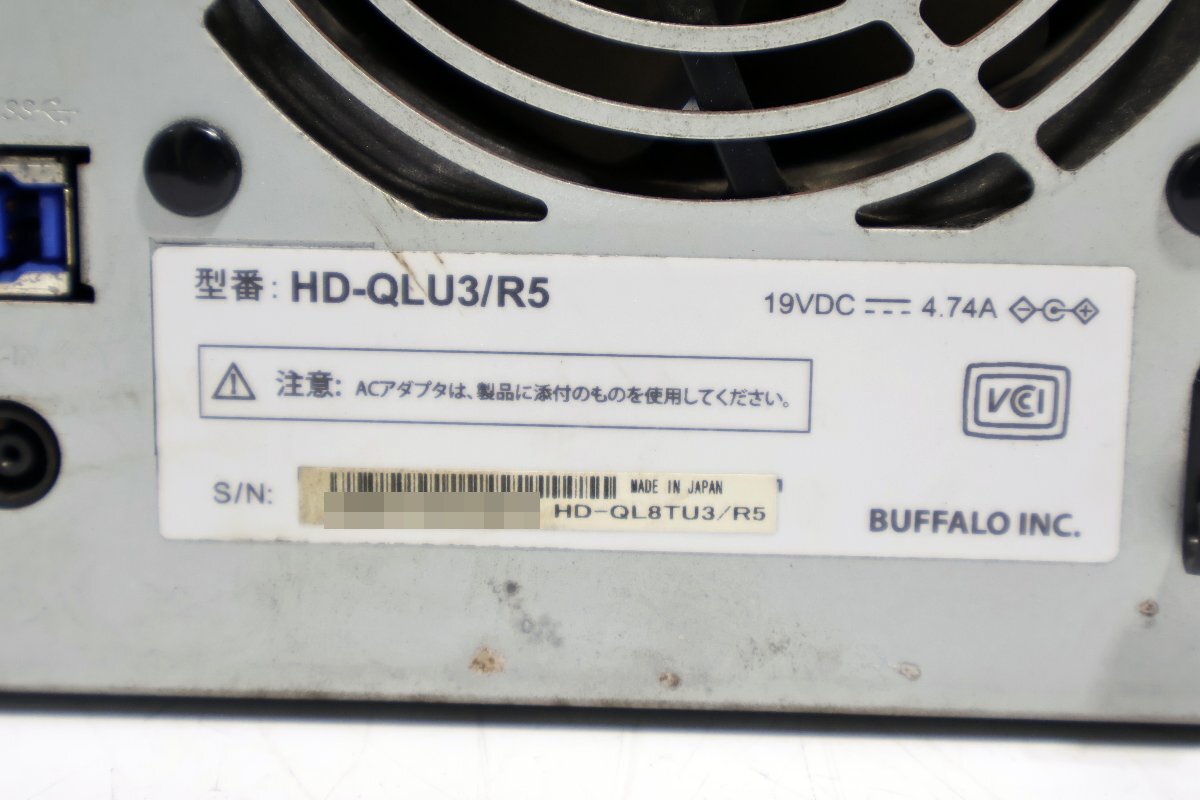 型番: HD-QLU3/R5
19VDC 4.74A
注意: ACアダプタは、製品に添付のものを使用してください。
VCCI
S/N:
MADE IN JAPAN
HD-QL8TU3/R5
BUFFALO INC.